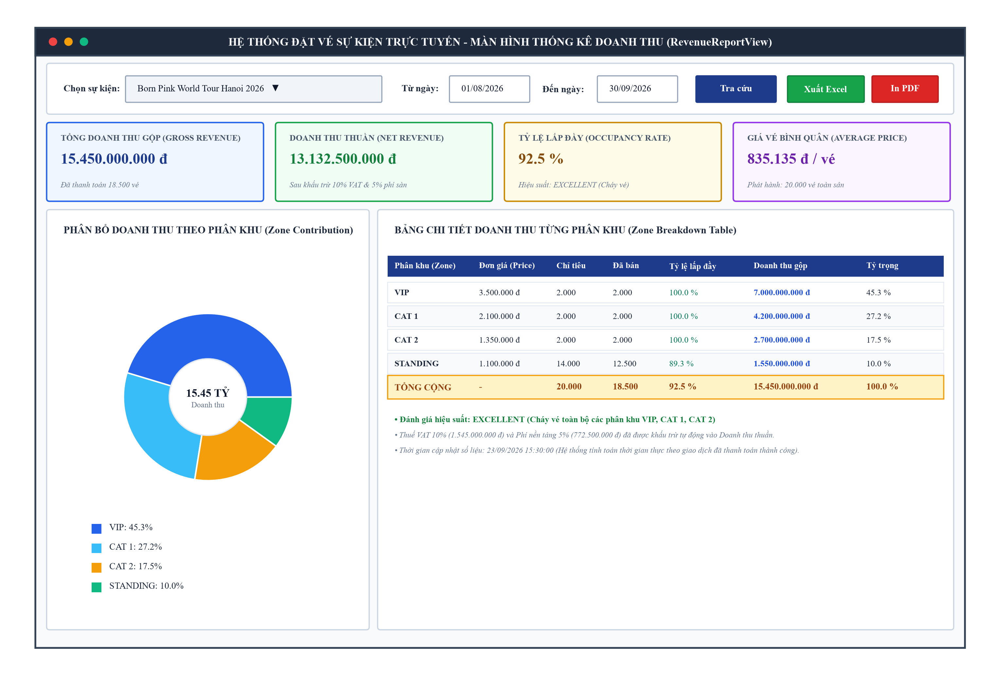 HỆ THỐNG ĐẶT VÉ SỰ KIỆN TRỰC TUYẾN - MÀN HÌNH THỐNG KÊ DOANH THU (RevenueReportView)
Chọn sự kiện: Born Pink World Tour Hanoi 2026 ▼ Từ ngày: 01/08/2026 Đến ngày: 30/09/2026 Tra cứu Xuất Excel In PDF
TỔNG DOANH THU GỘP (GROSS REVENUE)
15.450.000.000 đ
Đã thanh toán 18.500 vé
DOANH THU THUẦN (NET REVENUE)
13.132.500.000 đ
Sau khấu trừ 10% VAT & 5% phí sàn
TỶ LỆ LẤP ĐẦY (OCCUPANCY RATE)
92.5 %
Hiệu suất: EXCELLENT (Cháy vé)
GIÁ VÉ BÌNH QUÂN (AVERAGE PRICE)
835.135 đ / vé
Phát hành: 20.000 vé toàn sân
PHÂN BỔ DOANH THU THEO PHÂN KHU (Zone Contribution)
15.45 TỶ
Doanh thu
VIP: 45.3%
CAT 1: 27.2%
CAT 2: 17.5%
STANDING: 10.0%
BẢNG CHI TIẾT DOANH THU TỪNG PHÂN KHU (Zone Breakdown Table)
Phân khu (Zone) Đơn giá (Price) Chỉ tiêu Đã bán Tỷ lệ lấp đầy Doanh thu gộp Tỷ trọng
VIP 3.500.000 đ 2.000 2.000 100.0 % 7.000.000.000 đ 45.3 %
CAT 1 2.100.000 đ 2.000 2.000 100.0 % 4.200.000.000 đ 27.2 %
CAT 2 1.350.000 đ 2.000 2.000 100.0 % 2.700.000.000 đ 17.5 %
STANDING 1.100.000 đ 14.000 12.500 89.3 % 1.550.000.000 đ 10.0 %
TỔNG CỘNG - 20.000 18.500 92.5 % 15.450.000.000 đ 100.0 %
• Đánh giá hiệu suất: EXCELLENT (Cháy vé toàn bộ các phân khu VIP, CAT 1, CAT 2)
• Thuế VAT 10% (1.545.000.000 đ) và Phí nền tảng 5% (772.500.000 đ) đã được khấu trừ tự động vào Doanh thu thuần.
• Thời gian cập nhật số liệu: 23/09/2026 15:30:00 (Hệ thống tính toán thời gian thực theo giao dịch đã thanh toán thành công).